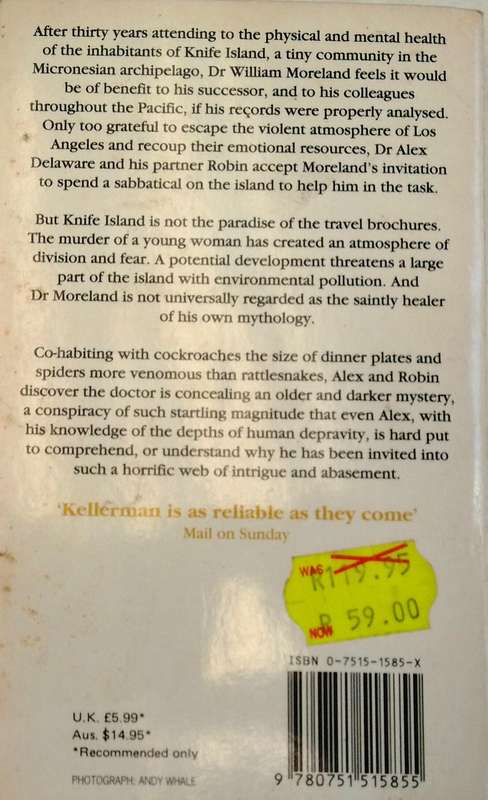 After thirty years attending to the physical and mental health
of the inhabitants of Knife Island, a tiny community in the
Micronesian archipelago, Dr William Moreland feels it would
be of benefit to his successor, and to his colleagues
throughout the Pacific, if his records were properly analysed.
Only too grateful to escape the violent atmosphere of Los
Angeles and recoup their emotional resources, Dr Alex
Delaware and his partner Robin accept Moreland's invitation
to spend a sabbatical on the island to help him in the task.
But Knife Island is not the paradise of the travel brochures.
The murder of a young woman has created an atmosphere of
division and fear. A potential development threatens a large
part of the island with environmental pollution. And
Dr Moreland is not universally regarded as the saintly healer
of his own mythology.
Co-habiting with cockroaches the size of dinner plates and
spiders more venomous than rattlesnakes, Alex and Robin
discover the doctor is concealing an older and darker mystery,
a conspiracy of such startling magnitude that even Alex, with
his knowledge of the depths of human depravity, is hard put
to comprehend, or understand why he has been invited into
such a horrific web of intrigue and abasement.
'Kellerman is as reliable as they come'
Mail on Sunday
WAS R119.95
NOW R 59.00
ISBN 0-7515-1585-X
U.K. £5.99*
Aus. $14.95*
*Recommended only
PHOTOGRAPH: ANDY WHALE
9 780751 515855